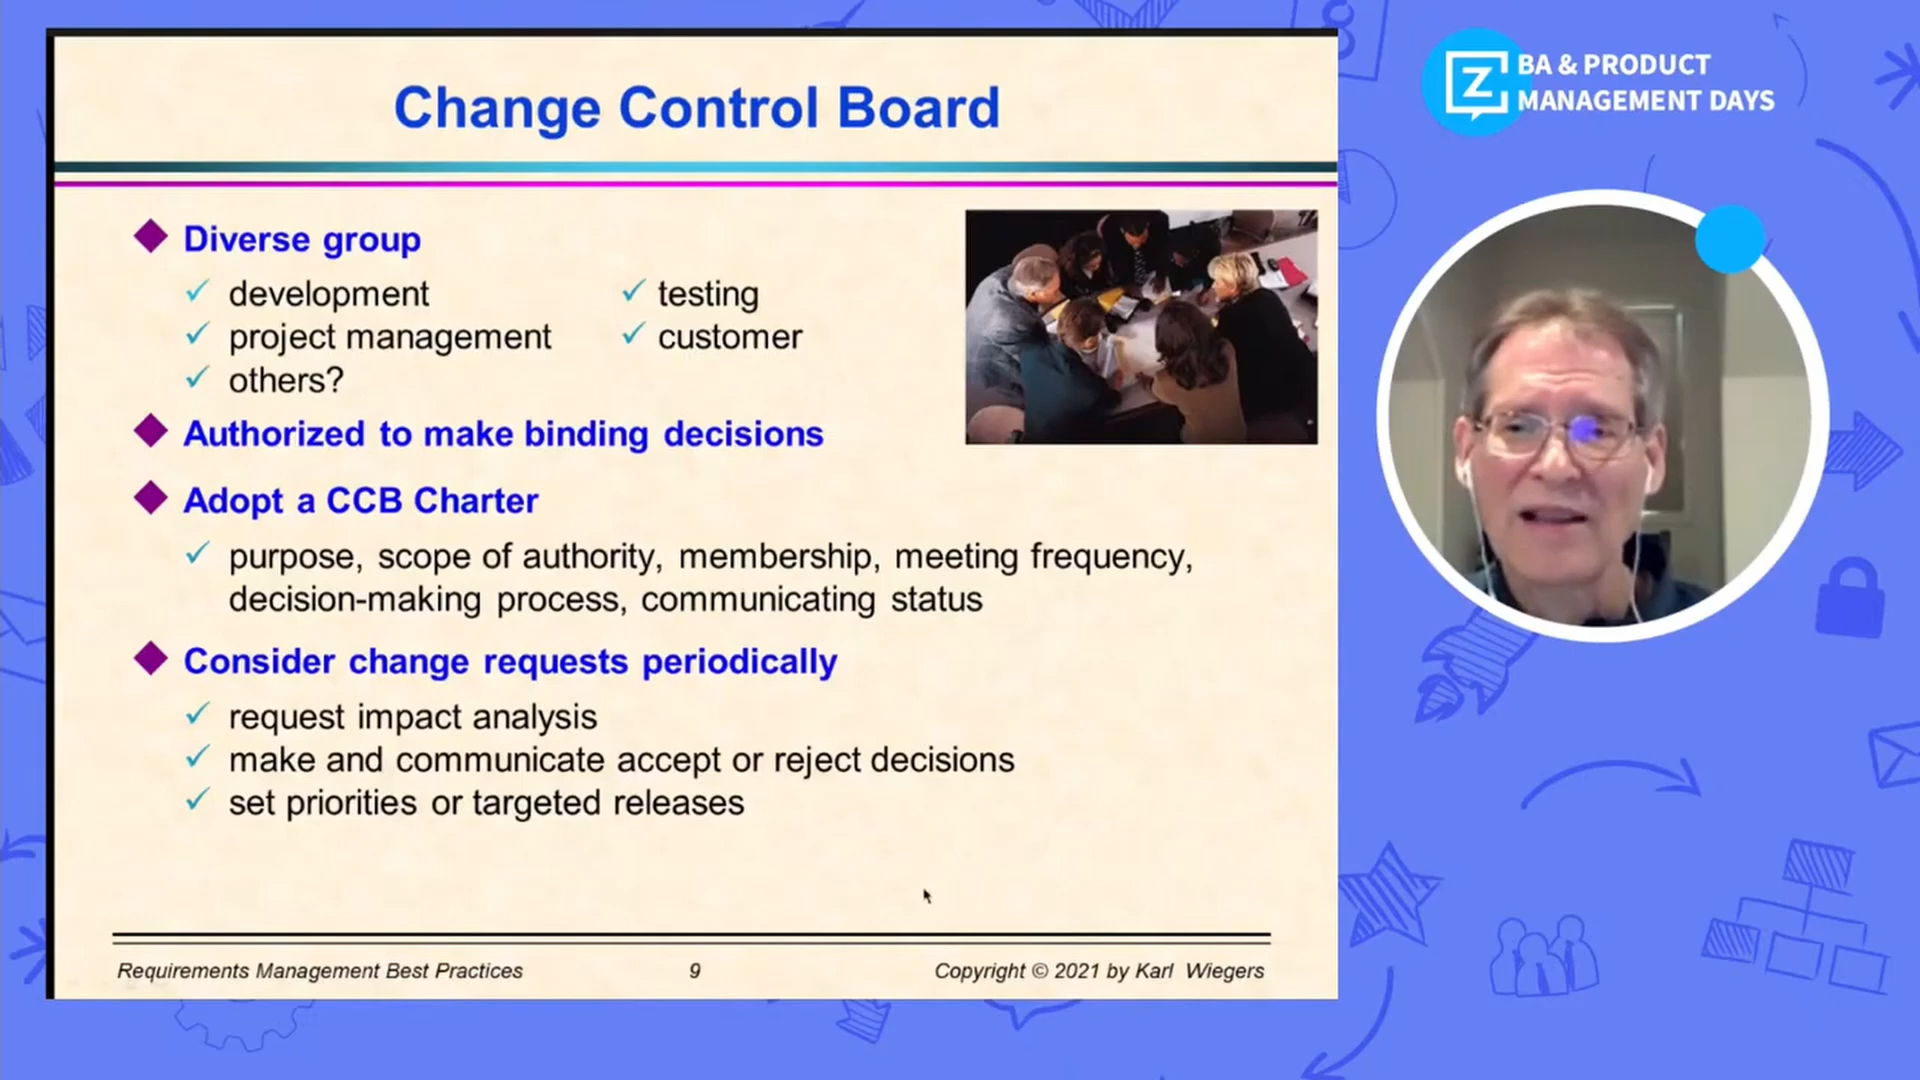 Change Control Board
Diverse group
development
testing
project management
customer
others?
Authorized to make binding decisions
Adopt a CCB Charter
purpose, scope of authority, membership, meeting frequency,
decision-making process, communicating status
Consider change requests periodically
request impact analysis
make and communicate accept or reject decisions
set priorities or targeted releases
Requirements Management Best Practices
9
Copyright © 2021 by Karl Wiegers
Z
BA & PRODUCT
MANAGEMENT DAYS